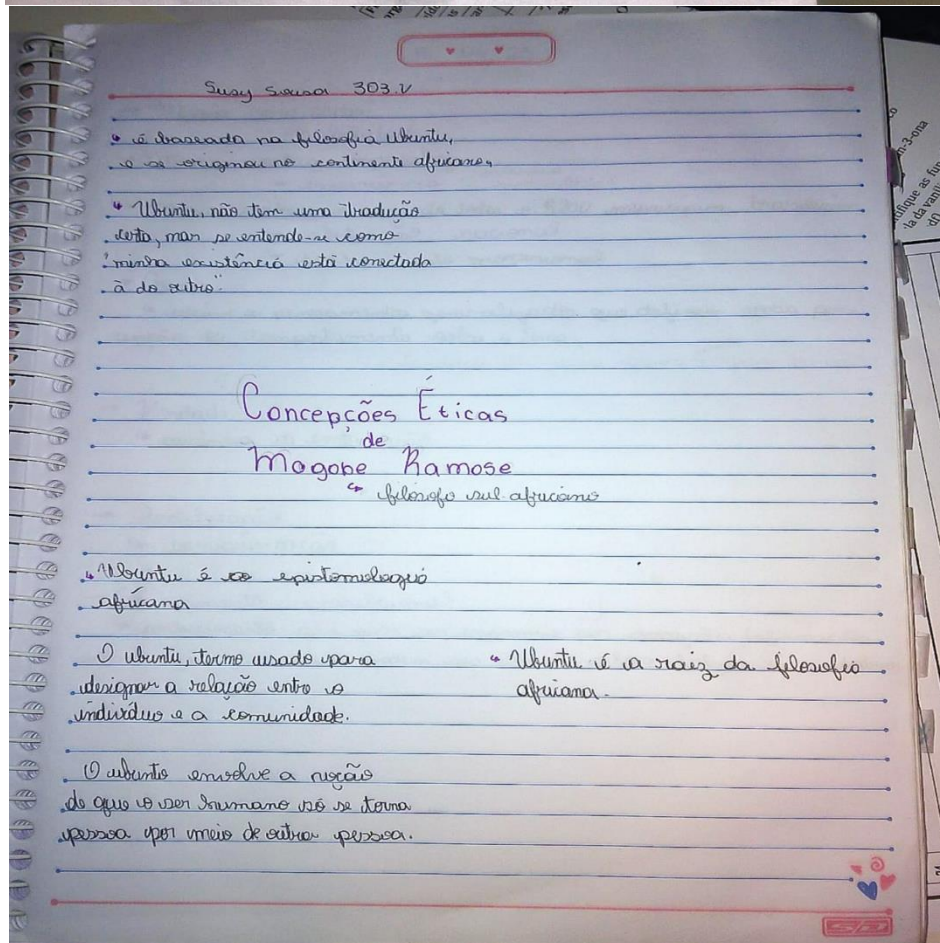 Susy Sousa 303.V
é baseada na filosofia Ubuntu,
e se originou no continente africano,
Ubuntu, não tem uma tradução
certa, mas se entende-se como
"minha existência está conectada
à do outro".
Concepções Éticas
de
Magobe Ramose
filósofo sul africano
Ubuntu é a epistomologia
africana
O ubuntu, termo usado para
designar a relação entre o
indivíduo e a comunidade.
Ubuntu é a raiz da filosofia
africana.
O ubunto envolve a noção
de que o ser humano só se torna
pessoa por meio de outra pessoa.